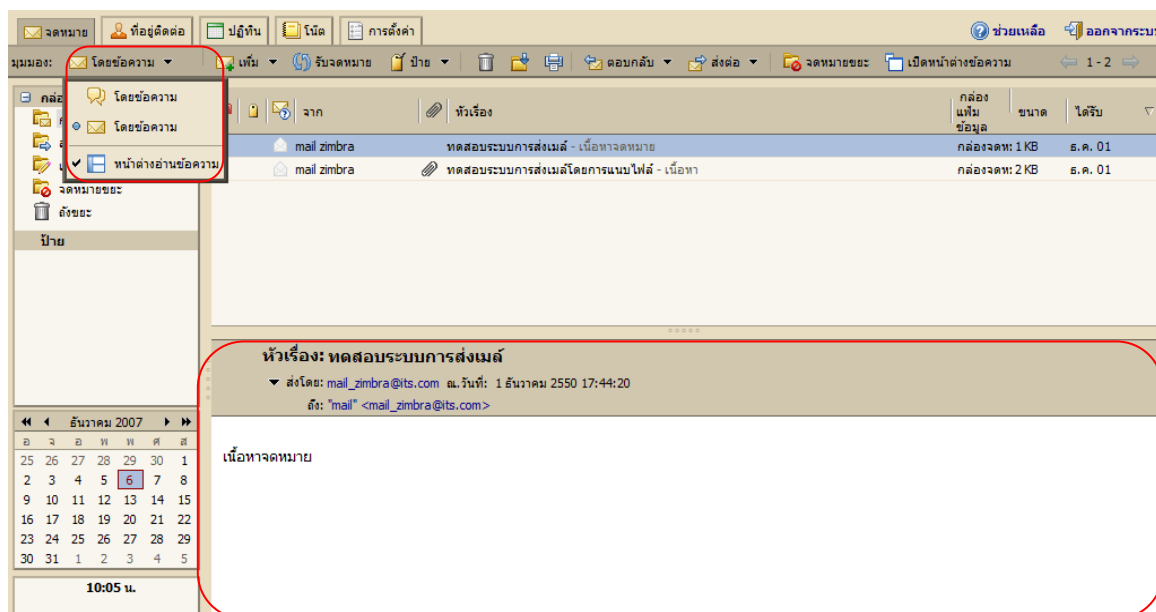 จดหมาย ที่อยู่ติดต่อ ปฏิทิน โน้ต การตั้งค่า ช่วยเหลือ ออกจากระบบ
มุมมอง: โดยข้อความ เพิ่ม รับจดหมาย ป้าย ตอบกลับ ส่งต่อ จดหมายขยะ เปิดหน้าต่างข้อความ 1 - 2
โดยข้อความ
โดยข้อความ
หน้าต่างอ่านข้อความ
จดหมายขยะ
ถังขยะ
ป้าย
จาก หัวเรื่อง กล่องแฟ้มข้อมูล ขนาด ได้รับ
mail zimbra ทดสอบระบบการส่งเมล์ - เนื้อหาจดหมาย กล่องจดห: 1 KB ธ.ค. 01
mail zimbra ทดสอบระบบการส่งเมล์โดยการแนบไฟล์ - เนื้อหา กล่องจดห: 2 KB ธ.ค. 01
หัวเรื่อง: ทดสอบระบบการส่งเมล์
ส่งโดย: mail_zimbra@its.com ณ.วันที่: 1 ธันวาคม 2550 17:44:20
ถึง: "mail" <mail_zimbra@its.com>
เนื้อหาจดหมาย
ธันวาคม 2007
อ จ อ พ พ ศ ส
25 26 27 28 29 30 1
2 3 4 5 6 7 8
9 10 11 12 13 14 15
16 17 18 19 20 21 22
23 24 25 26 27 28 29
30 31 1 2 3 4 5
10:05 น.